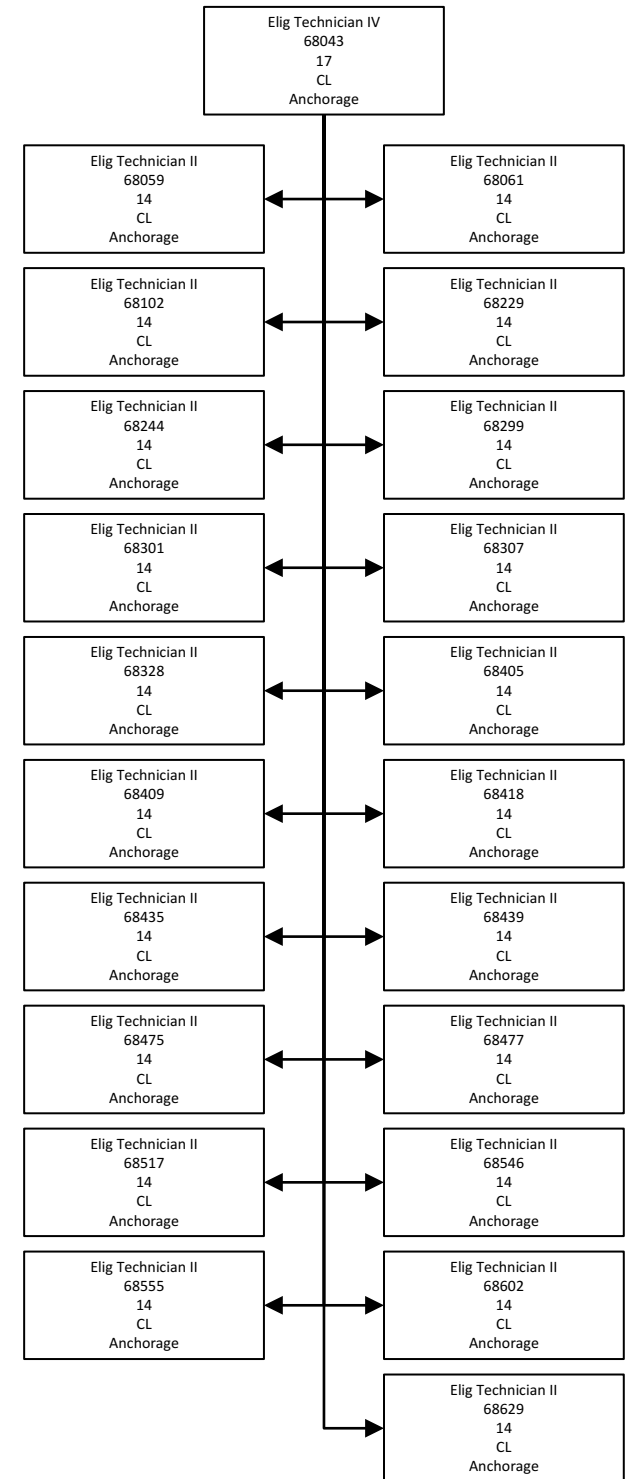 Elig Technician IV
68043
17
CL
Anchorage
Elig Technician II
68059
14
CL
Anchorage
Elig Technician II
68061
14
CL
Anchorage
Elig Technician II
68102
14
CL
Anchorage
Elig Technician II
68229
14
CL
Anchorage
Elig Technician II
68244
14
CL
Anchorage
Elig Technician II
68299
14
CL
Anchorage
Elig Technician II
68301
14
CL
Anchorage
Elig Technician II
68307
14
CL
Anchorage
Elig Technician II
68328
14
CL
Anchorage
Elig Technician II
68405
14
CL
Anchorage
Elig Technician II
68409
14
CL
Anchorage
Elig Technician II
68418
14
CL
Anchorage
Elig Technician II
68435
14
CL
Anchorage
Elig Technician II
68439
14
CL
Anchorage
Elig Technician II
68475
14
CL
Anchorage
Elig Technician II
68477
14
CL
Anchorage
Elig Technician II
68517
14
CL
Anchorage
Elig Technician II
68546
14
CL
Anchorage
Elig Technician II
68555
14
CL
Anchorage
Elig Technician II
68602
14
CL
Anchorage
Elig Technician II
68629
14
CL
Anchorage